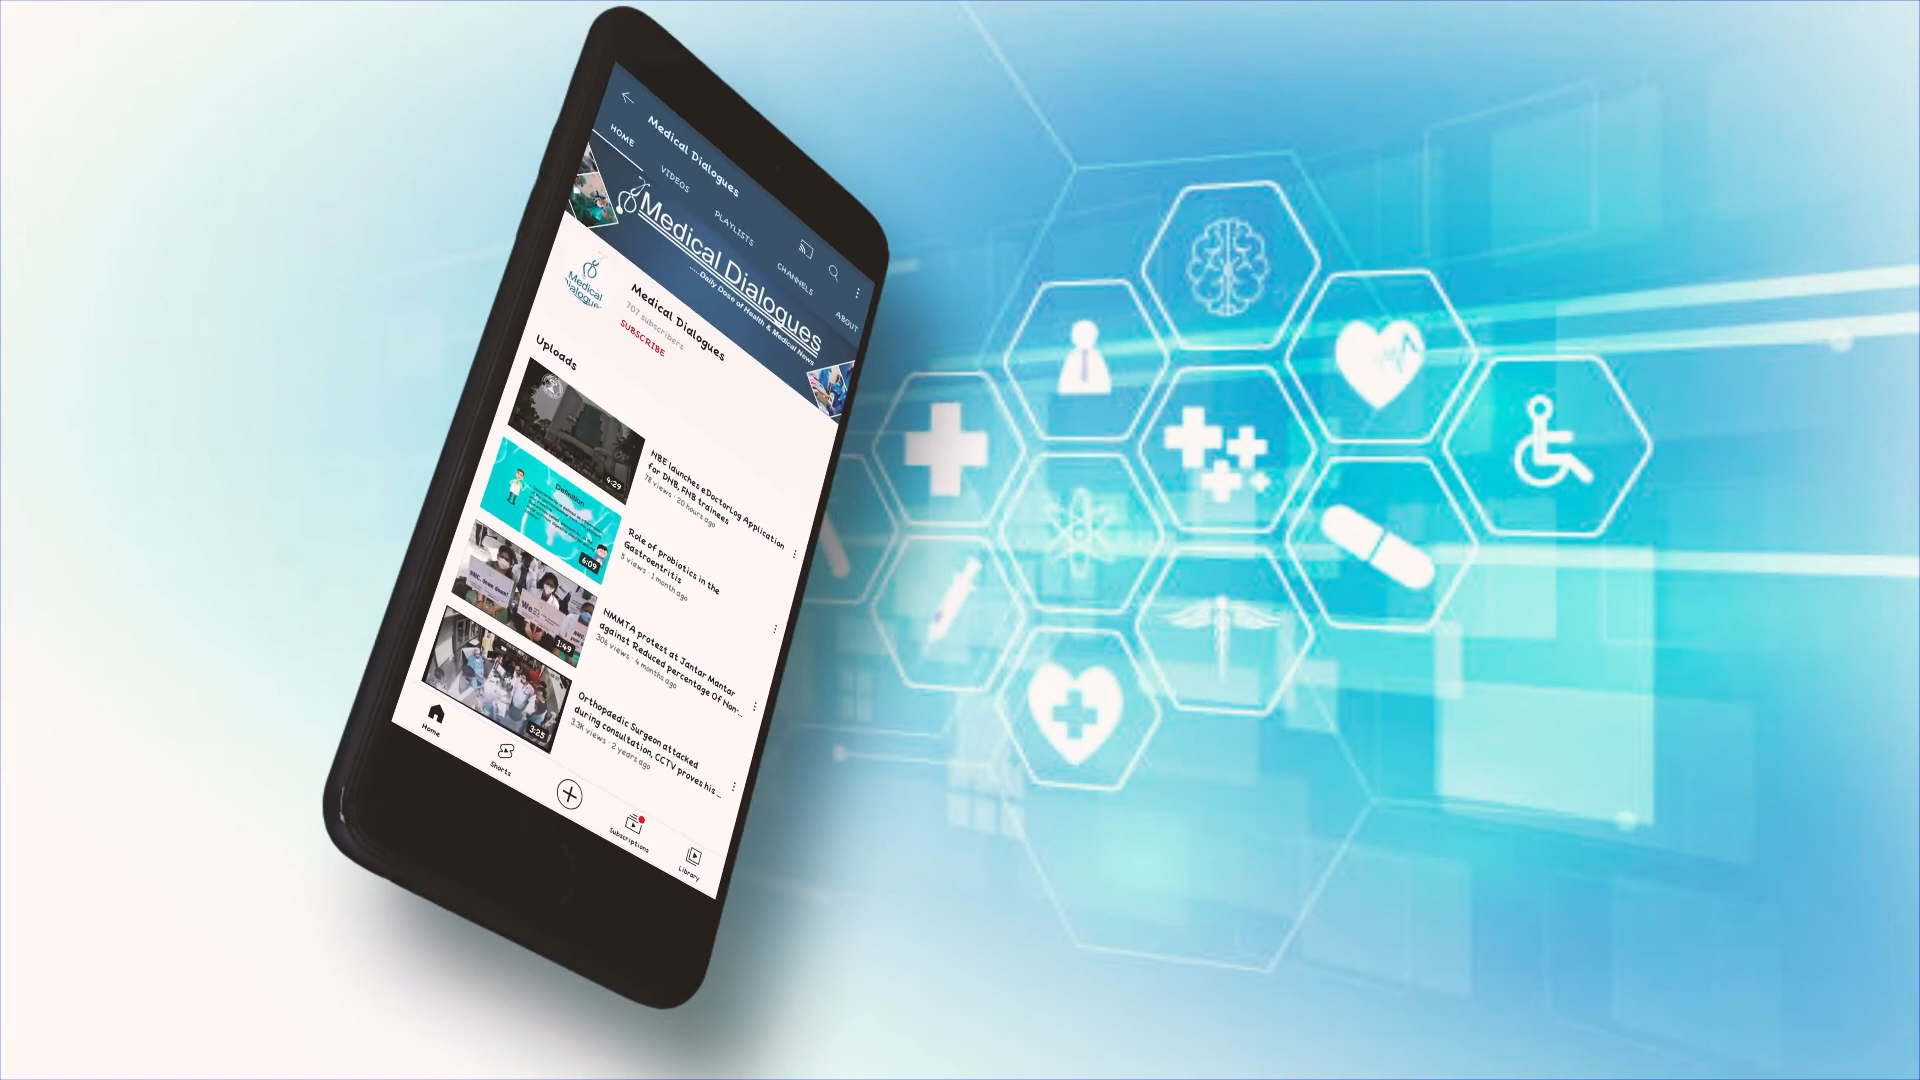 Medical Dialogues
HOME
VIDEOS
PLAYLISTS
CHANNELS
ABOUT
Medical Dialogues
.....Daily Dose of Health & Medical News
Medical
Medical Dialogues
707 subscribers
SUBSCRIBE
Uploads
4:29
NBE launches eDoctorLog Application
for DNB, FNB trainees
78 views · 20 hours ago
Definition
6:09
Role of probiotics in the
Gastroentritis
5 views · 1 month ago
We
1:49
NMMTA protest at Jantar Mantar
against 'Reduced percentage Of Non-...
306 views · 4 months ago
3:25
Orthopaedic Surgeon attacked
during consultation, CCTV proves his ...
3.3K views · 2 years ago
Home
Shorts
Subscriptions
Library